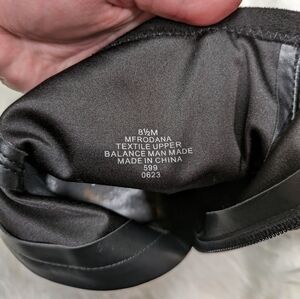 8½M
MFRODANA
TEXTILE UPPER
BALANCE MAN MADE
MADE IN CHINA
599
0623